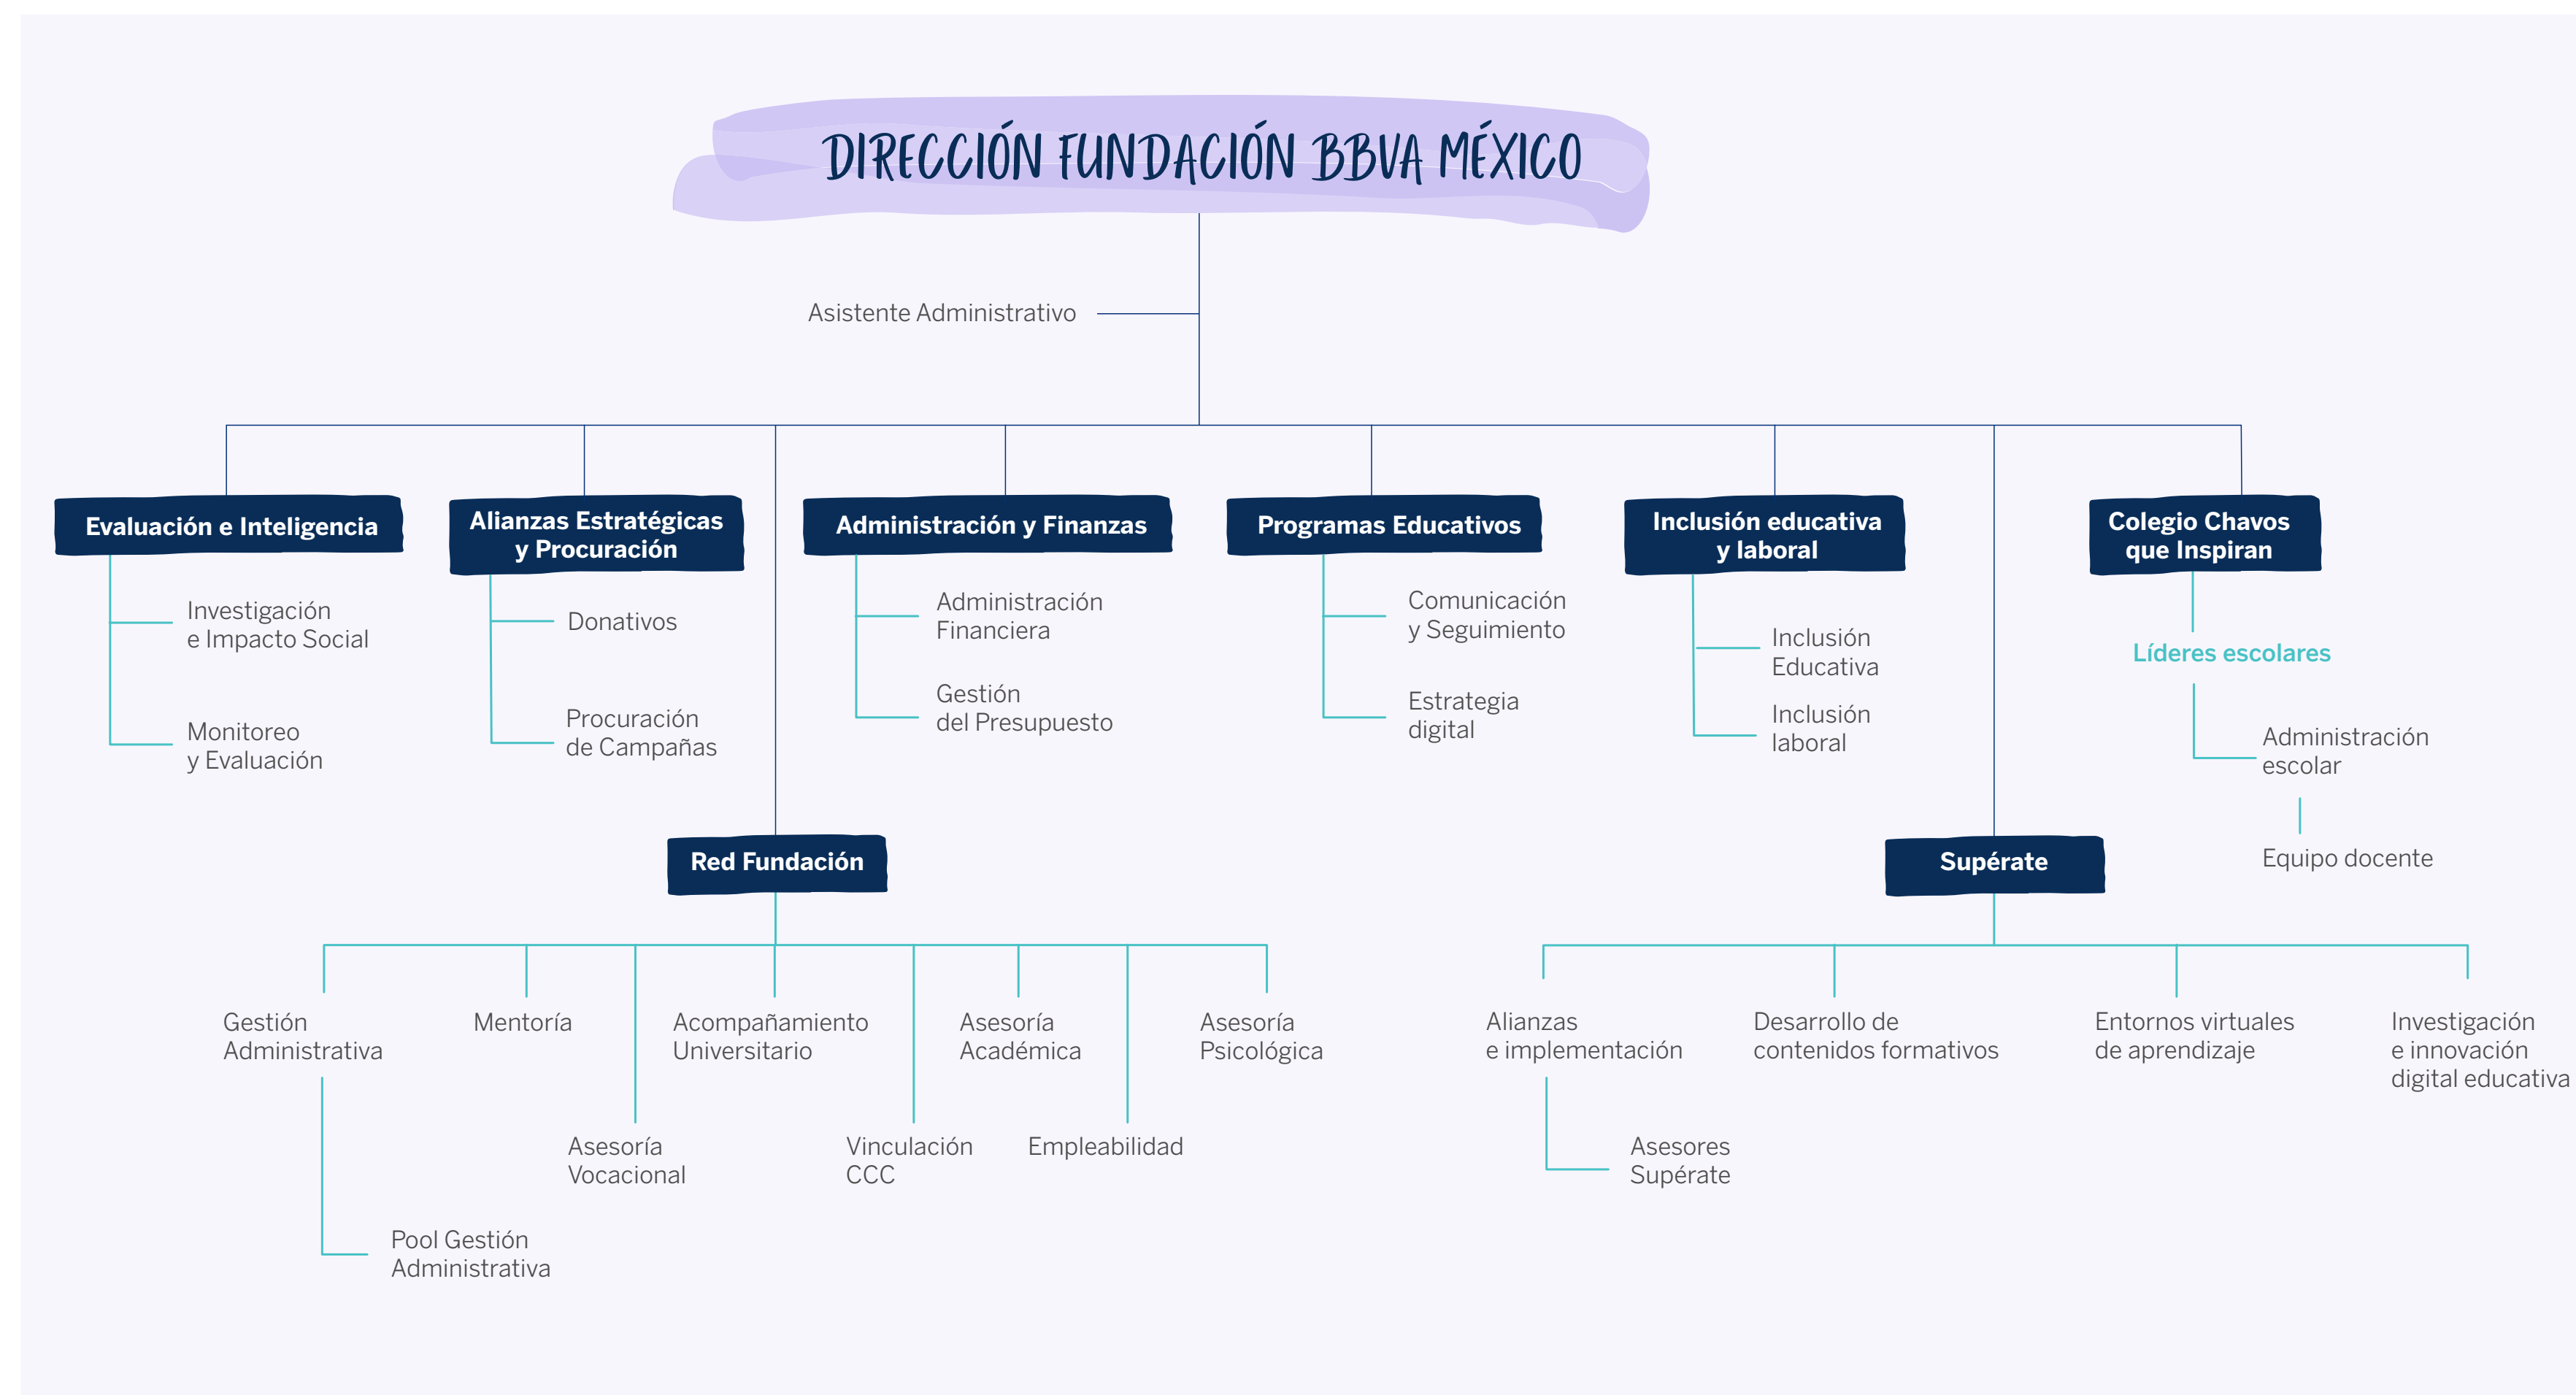 DIRECCIÓN FUNDACIÓN BBVA MÉXICO
Asistente Administrativo
Evaluación e Inteligencia
Investigación
e Impacto Social
Monitoreo
y Evaluación
Alianzas Estratégicas
y Procuración
Donativos
Procuración
de Campañas
Administración y Finanzas
Administración
Financiera
Gestión
del Presupuesto
Programas Educativos
Comunicación
y Seguimiento
Estrategia
digital
Inclusión educativa
y laboral
Inclusión
Educativa
Inclusión
laboral
Colegio Chavos
que Inspiran
Líderes escolares
Administración
escolar
Equipo docente
Red Fundación
Gestión
Administrativa
Pool Gestión
Administrativa
Mentoría
Asesoría
Vocacional
Acompañamiento
Universitario
Vinculación
CCC
Asesoría
Académica
Empleabilidad
Asesoría
Psicológica
Supérate
Alianzas
e implementación
Asesores
Supérate
Desarrollo de
contenidos formativos
Entornos virtuales
de aprendizaje
Investigación
e innovación
digital educativa